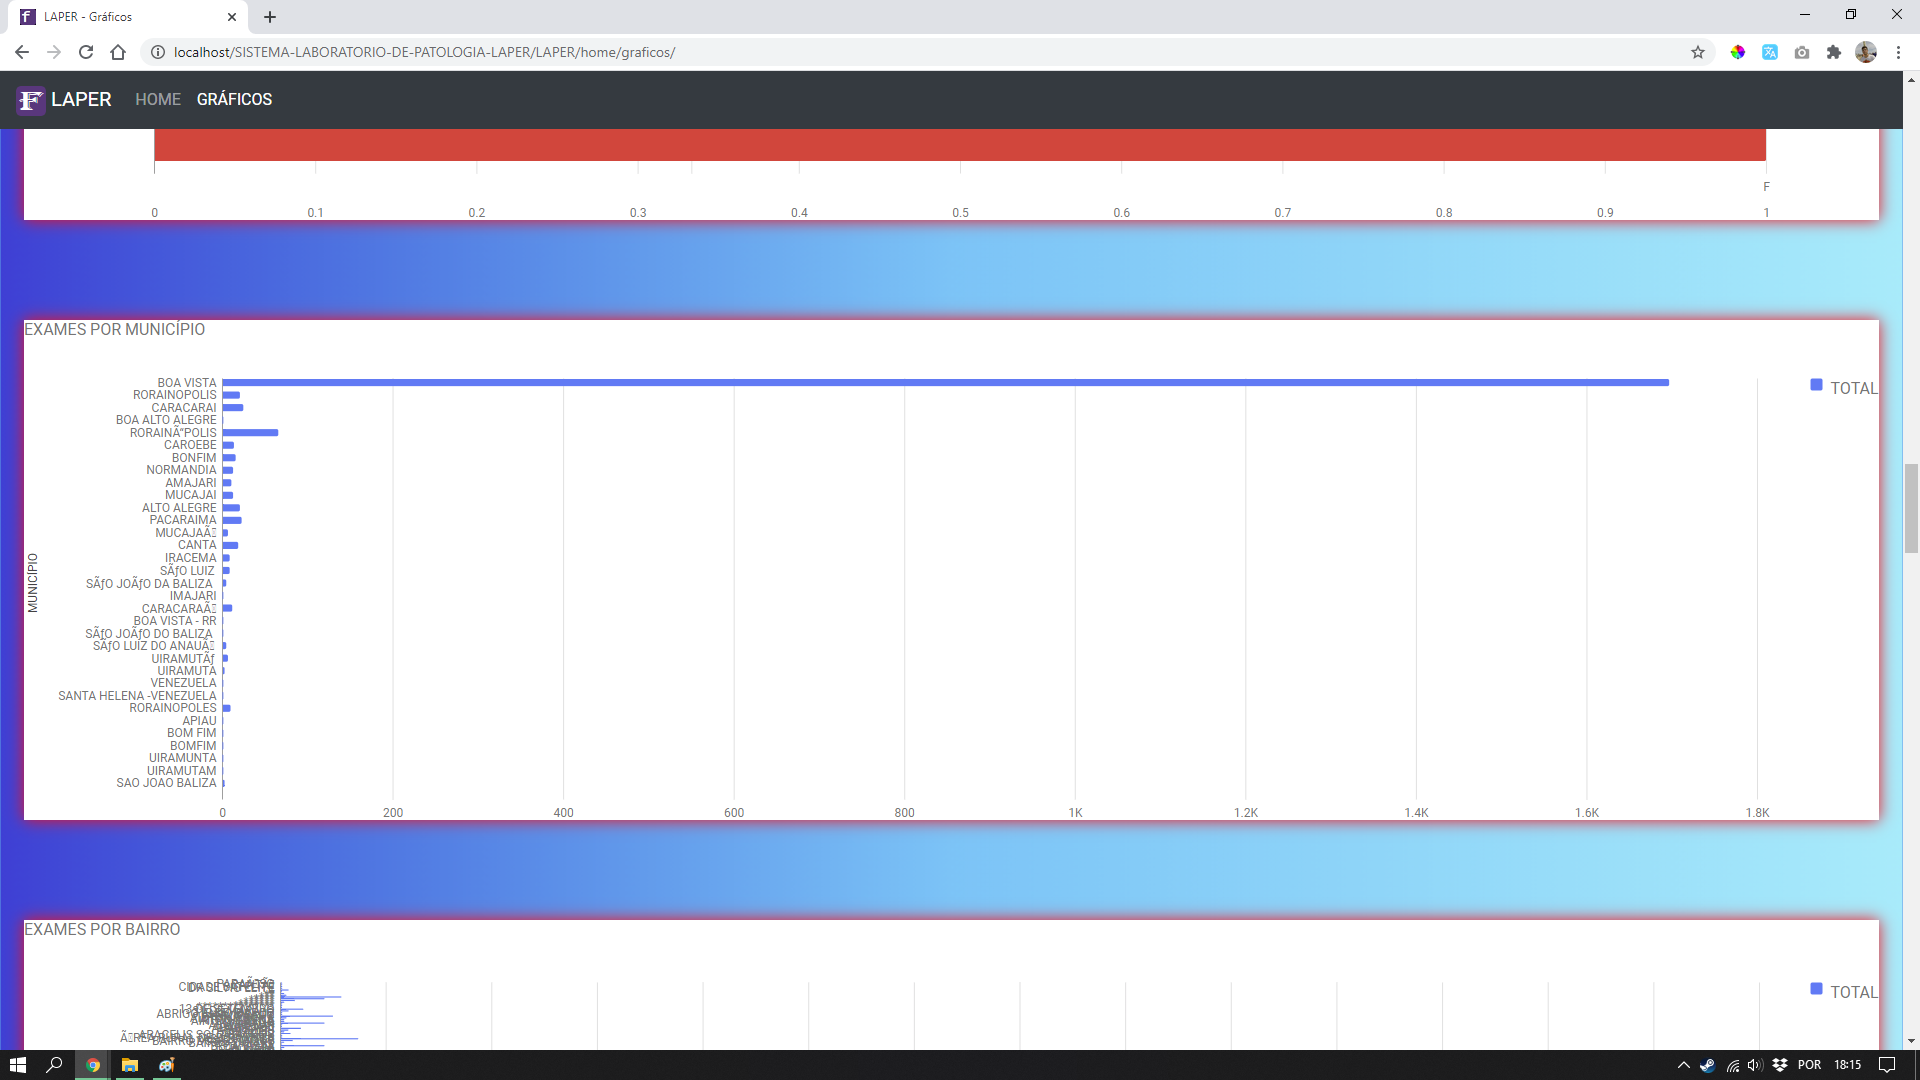 LAPER - Gráficos
localhost/SISTEMA-LABORATORIO-DE-PATOLOGIA-LAPER/LAPER/home/graficos/
LAPER HOME GRÁFICOS
F
0 0.1 0.2 0.3 0.4 0.5 0.6 0.7 0.8 0.9 1
EXAMES POR MUNICÍPIO
TOTAL
MUNICÍPIO
BOA VISTA
RORAINOPOLIS
CARACARAI
BOA ALTO ALEGRE
RORAINÃ“POLIS
CAROEBE
BONFIM
NORMANDIA
AMAJARI
MUCAJAI
ALTO ALEGRE
PACARAIMA
MUCAJAÃ
CANTA
IRACEMA
SÃƒO LUIZ
SÃƒO JOÃƒO DA BALIZA
IMAJARI
CARACARAÃ
BOA VISTA - RR
SÃƒO JOÃƒO DO BALIZA
SÃƒO LUIZ DO ANAUÃ
UIRAMUTÃƒ
UIRAMUTA
VENEZUELA
SANTA HELENA -VENEZUELA
RORAINOPOLES
APIAU
BOM FIM
BOMFIM
UIRAMUNTA
UIRAMUTAM
SAO JOAO BALIZA
0 200 400 600 800 1K 1.2K 1.4K 1.6K 1.8K
EXAMES POR BAIRRO
TOTAL
POR 18:15